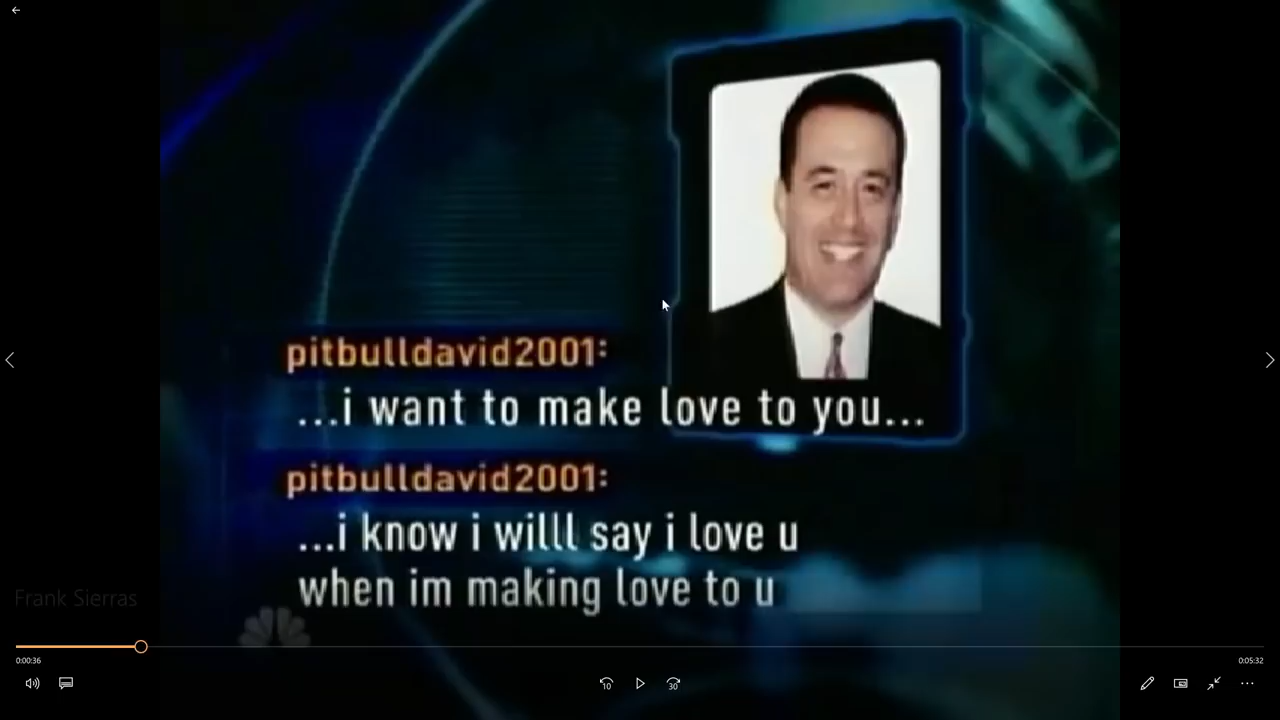 pitbulldavid2001:
...i want to make love to you...
pitbulldavid2001:
...i know i willl say i love u
when im making love to u
Frank Sierras
0:00:36
0:05:32
10
30